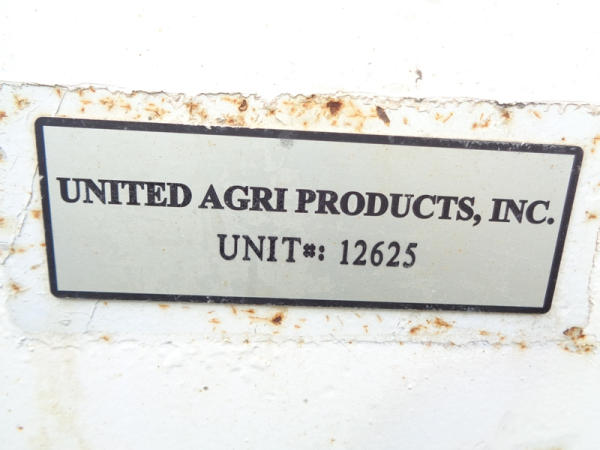 UNITED AGRI PRODUCTS, INC.
UNIT#: 12625